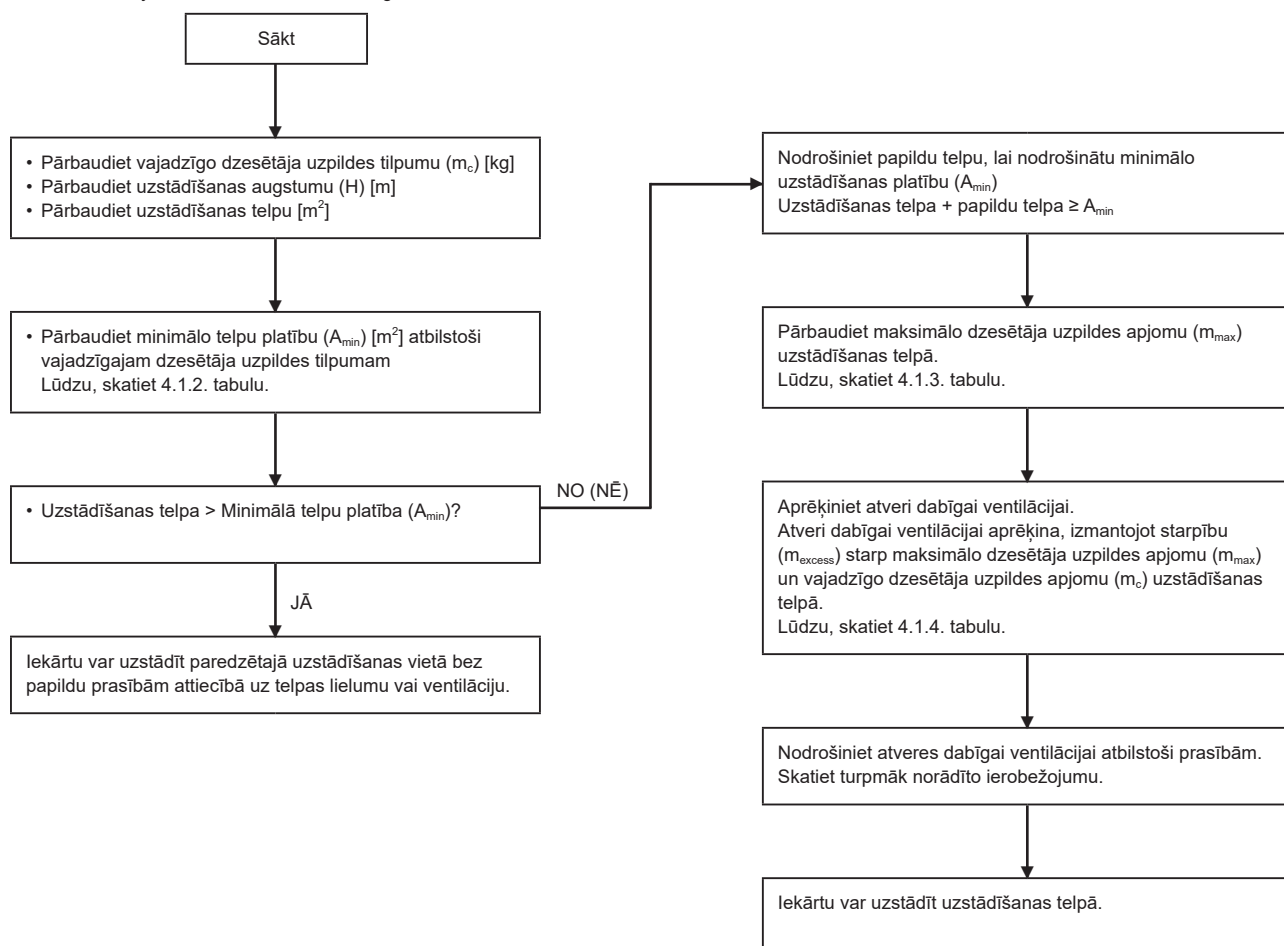 Sākt
• Pārbaudiet vajadzīgo dzesētāja uzpildes tilpumu (mc) [kg]
• Pārbaudiet uzstādīšanas augstumu (H) [m]
• Pārbaudiet uzstādīšanas telpu [m²]
• Pārbaudiet minimālo telpu platību (Amin) [m²] atbilstoši
vajadzīgajam dzesētāja uzpildes tilpumam
Lūdzu, skatiet 4.1.2. tabulu.
• Uzstādīšanas telpa > Minimālā telpu platība (Amin)?
NO (NĒ)
JĀ
Iekārtu var uzstādīt paredzētajā uzstādīšanas vietā bez
papildu prasībām attiecībā uz telpas lielumu vai ventilāciju.
Nodrošiniet papildu telpu, lai nodrošinātu minimālo
uzstādīšanas platību (Amin)
Uzstādīšanas telpa + papildu telpa ≥ Amin
Pārbaudiet maksimālo dzesētāja uzpildes apjomu (mmax)
uzstādīšanas telpā.
Lūdzu, skatiet 4.1.3. tabulu.
Aprēķiniet atveri dabīgai ventilācijai.
Atveri dabīgai ventilācijai aprēķina, izmantojot starpību
(mexcess) starp maksimālo dzesētāja uzpildes apjomu (mmax)
un vajadzīgo dzesētāja uzpildes apjomu (mc) uzstādīšanas
telpā.
Lūdzu, skatiet 4.1.4. tabulu.
Nodrošiniet atveres dabīgai ventilācijai atbilstoši prasībām.
Skatiet turpmāk norādīto ierobežojumu.
Iekārtu var uzstādīt uzstādīšanas telpā.